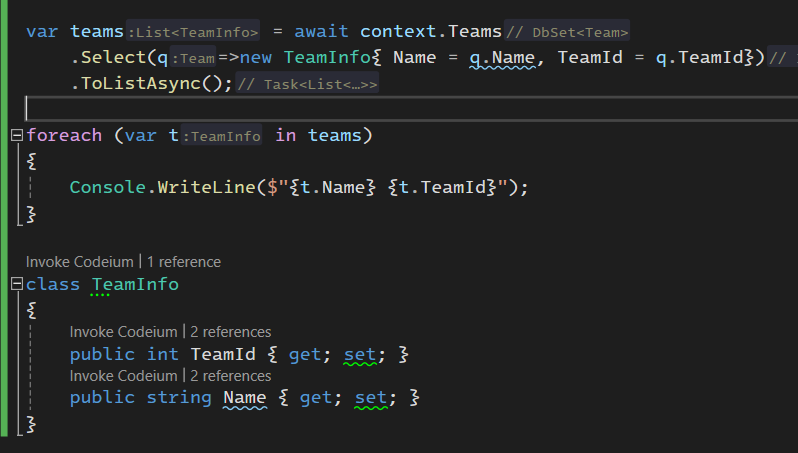 var teams:List<TeamInfo> = await context.Teams// DbSet<Team>
.Select(q:Team=>new TeamInfo{ Name = q.Name, TeamId = q.TeamId})//
.ToListAsync();// Task<List<…>>
foreach (var t:TeamInfo in teams)
{
Console.WriteLine($"{t.Name} {t.TeamId}");
}
Invoke Codeium | 1 reference
class TeamInfo
{
Invoke Codeium | 2 references
public int TeamId { get; set; }
Invoke Codeium | 2 references
public string Name { get; set; }
}